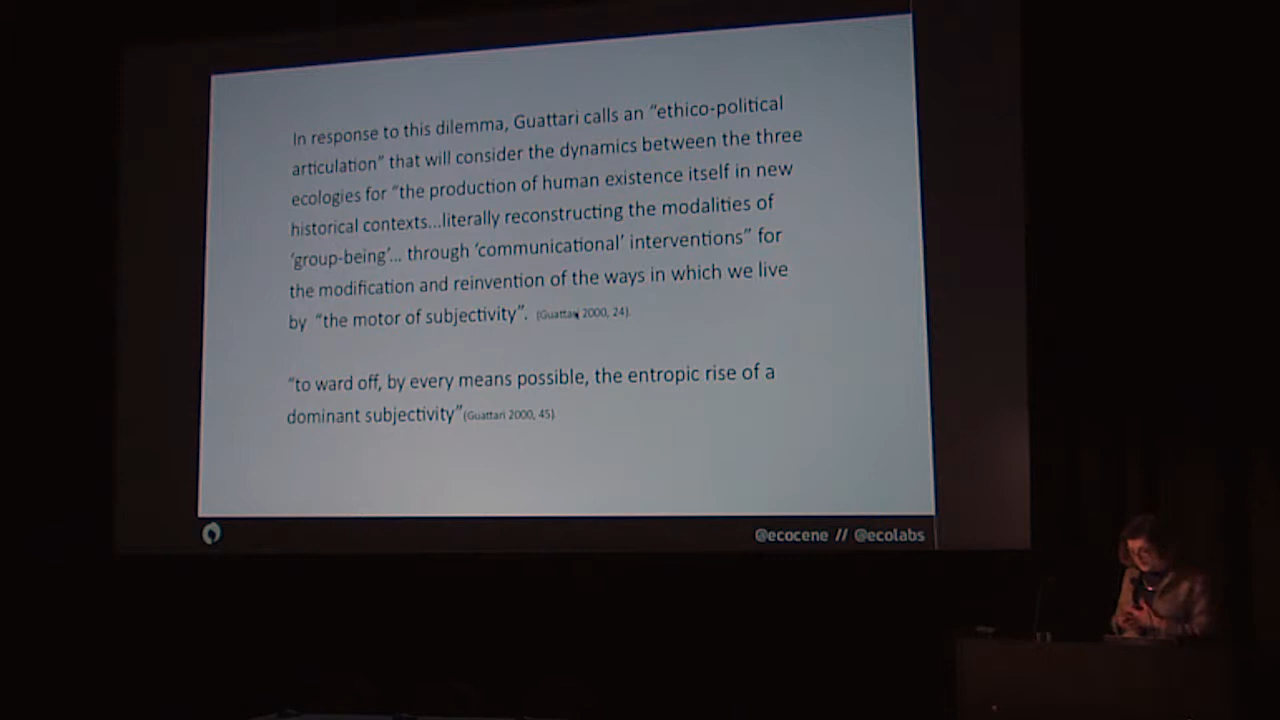 In response to this dilemma, Guattari calls an “ethico-political
articulation” that will consider the dynamics between the three
ecologies for “the production of human existence itself in new
historical contexts...literally reconstructing the modalities of
‘group-being’... through ‘communicational’ interventions” for
the modification and reinvention of the ways in which we live
by “the motor of subjectivity”. (Guattari 2000, 24).
“to ward off, by every means possible, the entropic rise of a
dominant subjectivity”(Guattari 2000, 45)
@ecocene // @ecolabs